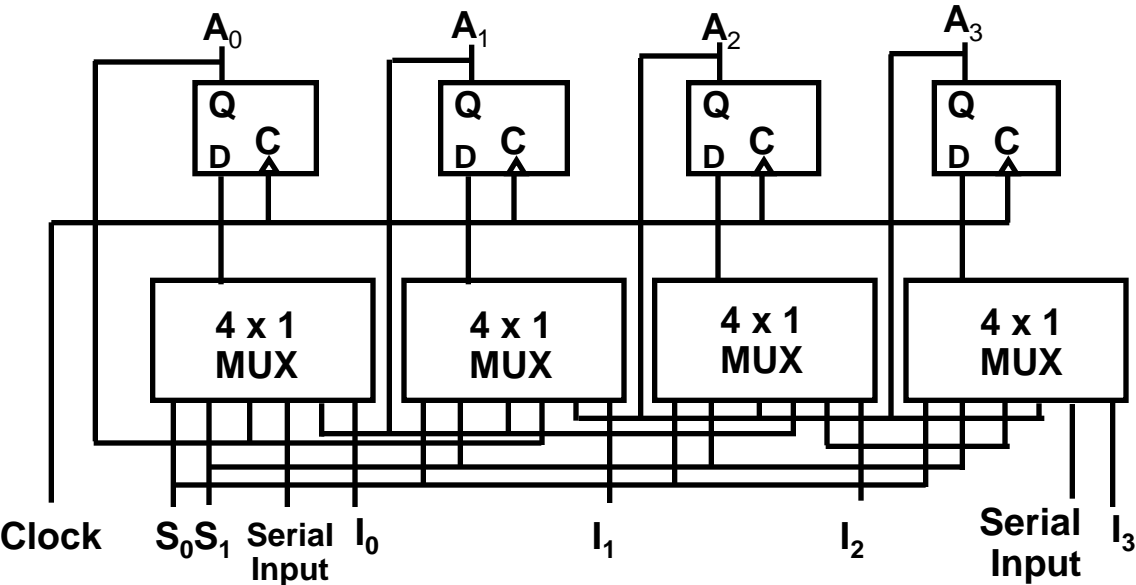 A₀ A₁ A₂ A₃
Q Q Q Q
D C D C D C D C
4 x 1 4 x 1 4 x 1 4 x 1
MUX MUX MUX MUX
Clock S₀S₁ Serial I₀ I₁ I₂ Serial I₃
Input Input